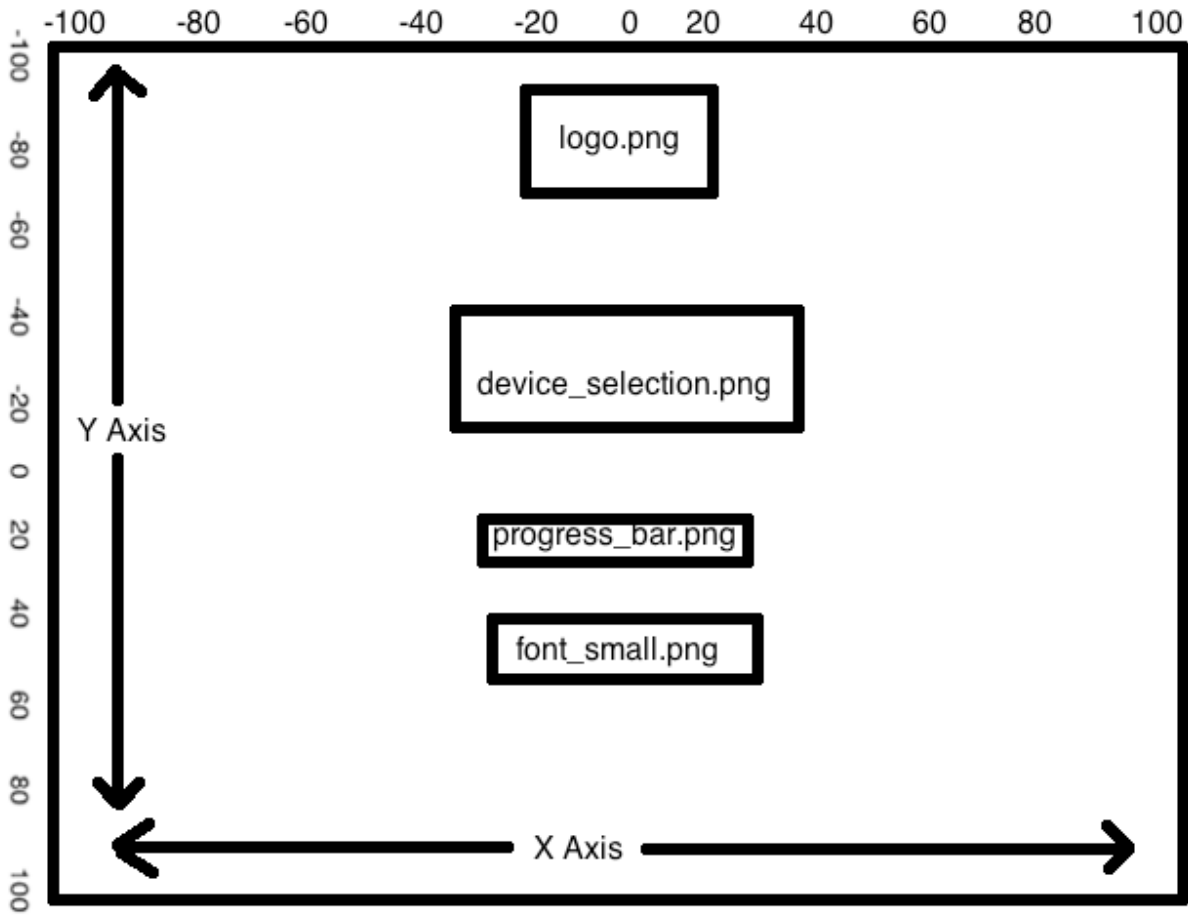 -100 -80 -60 -40 -20 0 20 40 60 80 100
-100
-80
-60
-40
-20
0
20
40
60
80
100
logo.png
device_selection.png
Y Axis
progress_bar.png
font_small.png
X Axis